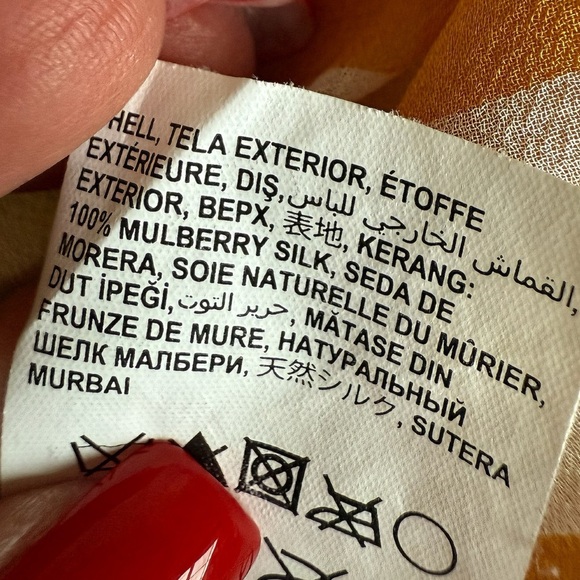 SHELL, TELA EXTERIOR, ÉTOFFE
EXTÉRIEURE, DIŞ, القماش الخارجي للباس,
EXTERIOR, ВЕРХ, 表地, KERANG:
100% MULBERRY SILK, SEDA DE
MORERA, SOIE NATURELLE DU MÛRIER,
DUT İPEĞİ, حرير التوت, MĂTASE DIN
FRUNZE DE MURE, НАТУРАЛЬНЫЙ
ШЕЛК МАЛБЕРИ, 天然シルク, SUTERA
MURBAI